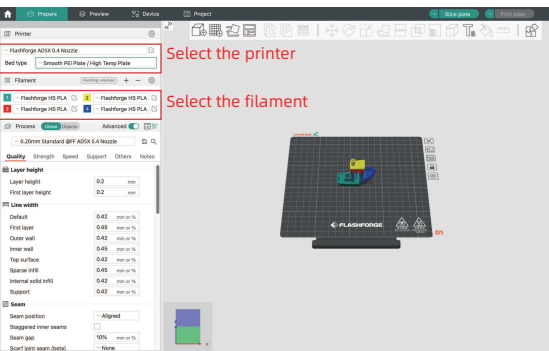 Prepare Preview Device Project Slice plate Print plate
Printer
Flashforge AD5X 0.4 Nozzle
Select the printer
Bed type Smooth PEI Plate / High Temp Plate
Filament Flushing volumes
1 Flashforge HS PLA 2 Flashforge HS PLA
Select the filament
3 Flashforge HS PLA 4 Flashforge HS PLA
Process Global Objects Advanced
0.20mm Standard @FF AD5X 0.4 Nozzle
Quality Strength Speed Support Others Notes
Layer height
Layer height 0.2 mm
First layer height 0.2 mm
Line width
Default 0.42 mm or %
First layer 0.45 mm or %
Outer wall 0.42 mm or %
Inner wall 0.45 mm or %
Top surface 0.42 mm or %
Sparse infill 0.45 mm or %
Internal solid infill 0.42 mm or %
Support 0.42 mm or %
Seam
Seam position Aligned
Staggered inner seams
Seam gap 10% mm or %
Scarf joint seam (beta) None
Untitled
FLASHFORGE
01